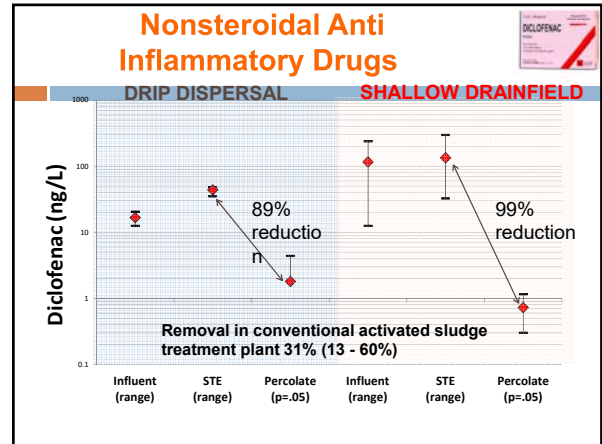 Nonsteroidal Anti
Inflammatory Drugs
DICLOFENAC
DRIP DISPERSAL
SHALLOW DRAINFIELD
Diclofenac (ng/L)
1000
100
10
1
0.1
89%
reductio
n
99%
reduction
Removal in conventional activated sludge
treatment plant 31% (13 - 60%)
Influent
(range)
STE
(range)
Percolate
(p=.05)
Influent
(range)
STE
(range)
Percolate
(p=.05)